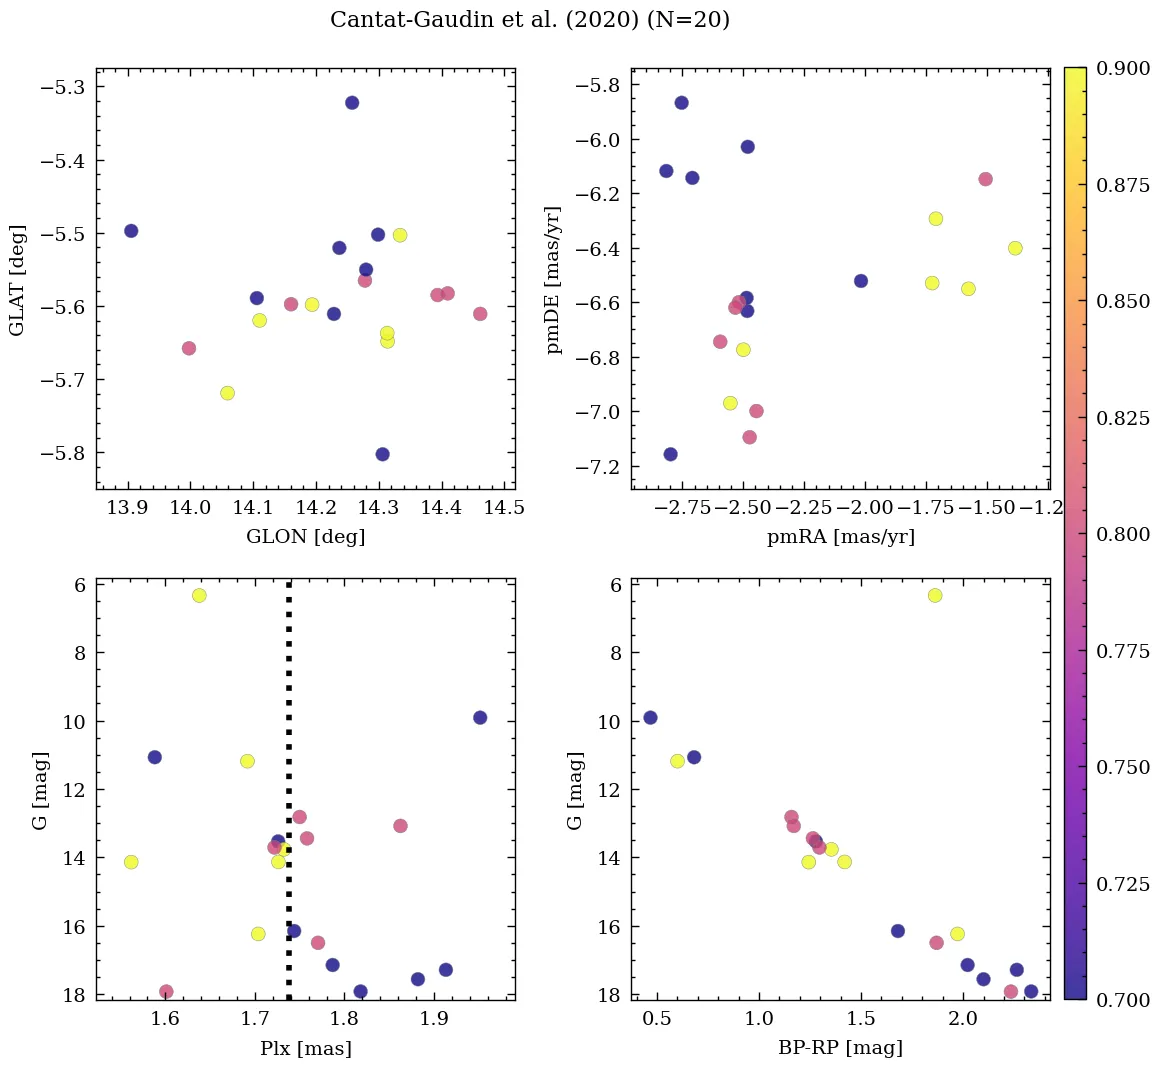 Cantat-Gaudin et al. (2020) (N=20)
−5.3
−5.4
−5.5
−5.6
−5.7
−5.8
GLAT [deg]
13.9 14.0 14.1 14.2 14.3 14.4 14.5
GLON [deg]
−5.8
−6.0
−6.2
−6.4
−6.6
−6.8
−7.0
−7.2
pmDE [mas/yr]
−2.75 −2.50 −2.25 −2.00 −1.75 −1.50 −1.2
pmRA [mas/yr]
6
8
10
12
14
16
18
G [mag]
1.6 1.7 1.8 1.9
Plx [mas]
6
8
10
12
14
16
18
G [mag]
0.5 1.0 1.5 2.0
BP-RP [mag]
0.900
0.875
0.850
0.825
0.800
0.775
0.750
0.725
0.700